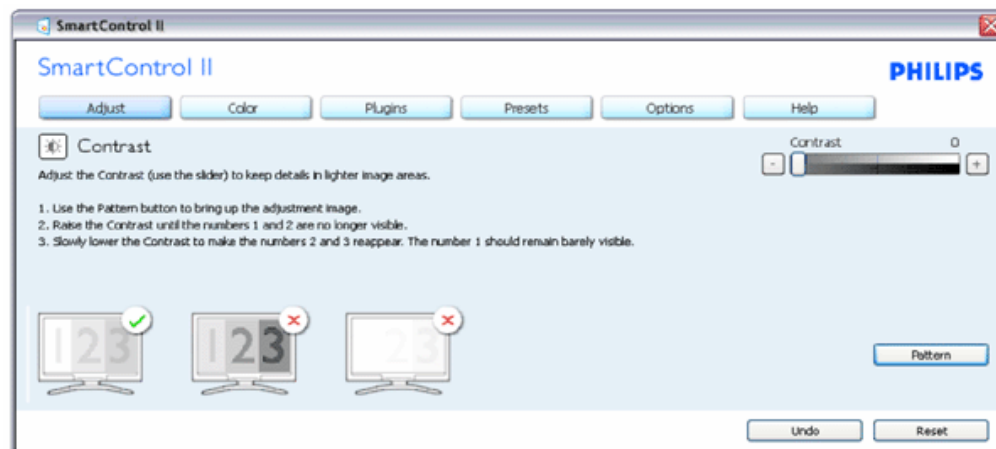 SmartControl II
SmartControl II
PHILIPS
Adjust Color Plugins Presets Options Help
Contrast
Contrast 0
- +
Adjust the Contrast (use the slider) to keep details in lighter image areas.
1. Use the Pattern button to bring up the adjustment image.
2. Raise the Contrast until the numbers 1 and 2 are no longer visible.
3. Slowly lower the Contrast to make the numbers 2 and 3 reappear. The number 1 should remain barely visible.
123 123 23
Pattern
Undo Reset